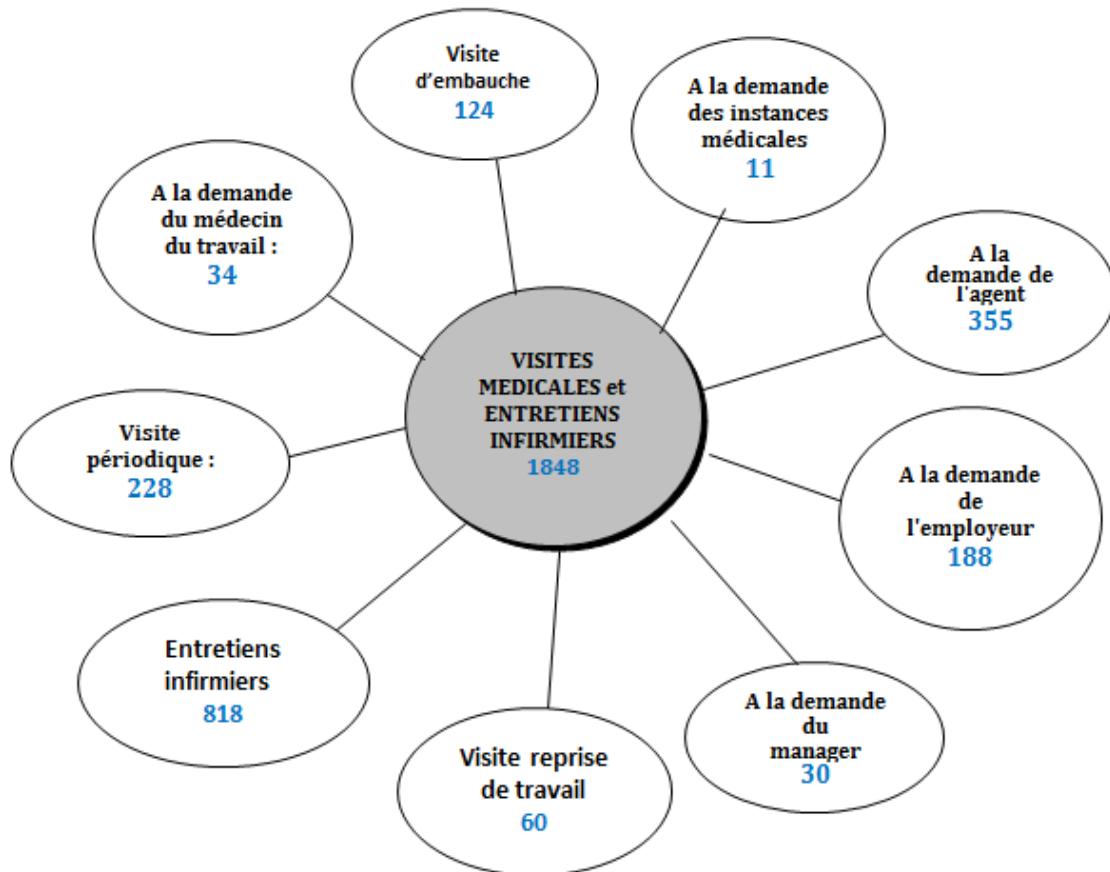 Visite
d'embauche
124
A la demande
des instances
médicales
11
A la demande
du médecin
du travail :
34
A la
demande de
l'agent
355
VISITES
MEDICALES et
ENTRETIENS
INFIRMIERS
1848
Visite
périodique :
228
A la demande
de
l'employeur
188
Entretiens
infirmiers
818
Visite reprise
de travail
60
A la demande
du
manager
30